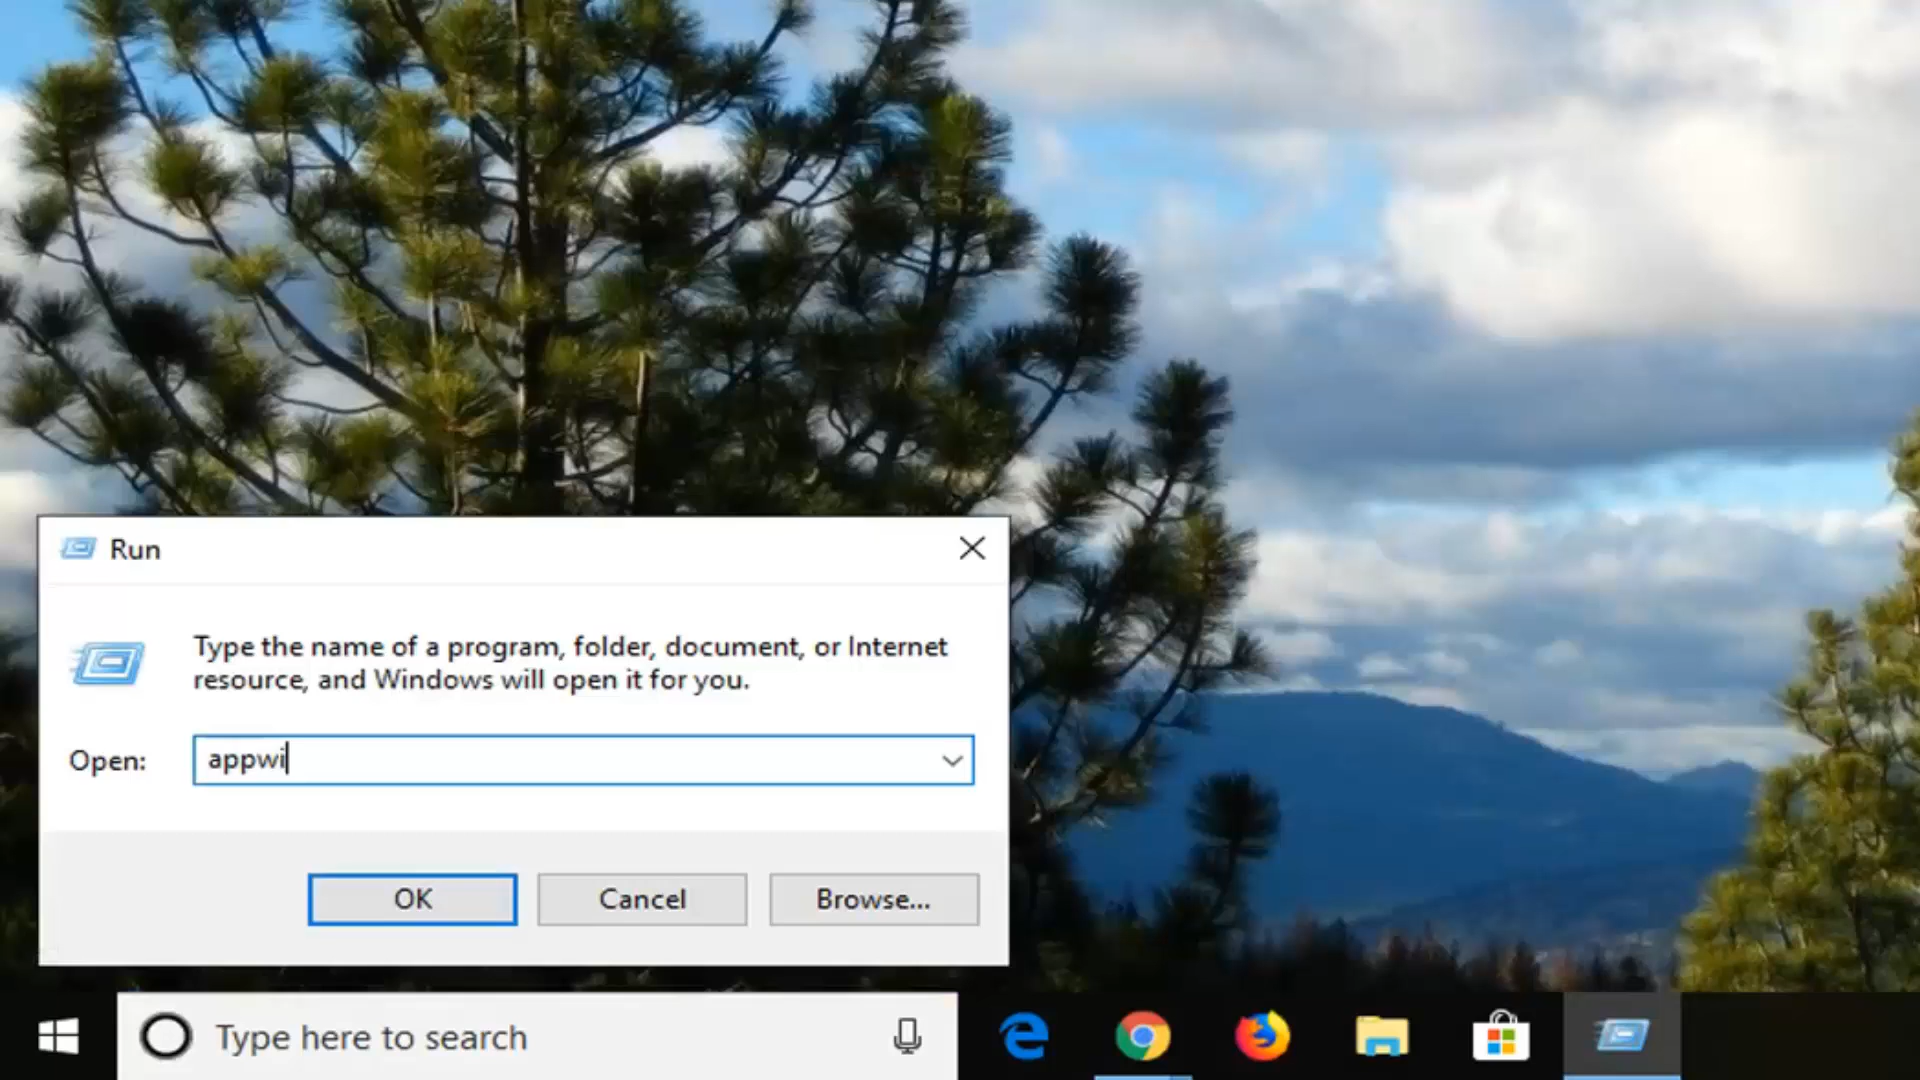 Run
Type the name of a program, folder, document, or Internet
resource, and Windows will open it for you.
Open:
appwi
OK
Cancel
Browse...
Type here to search